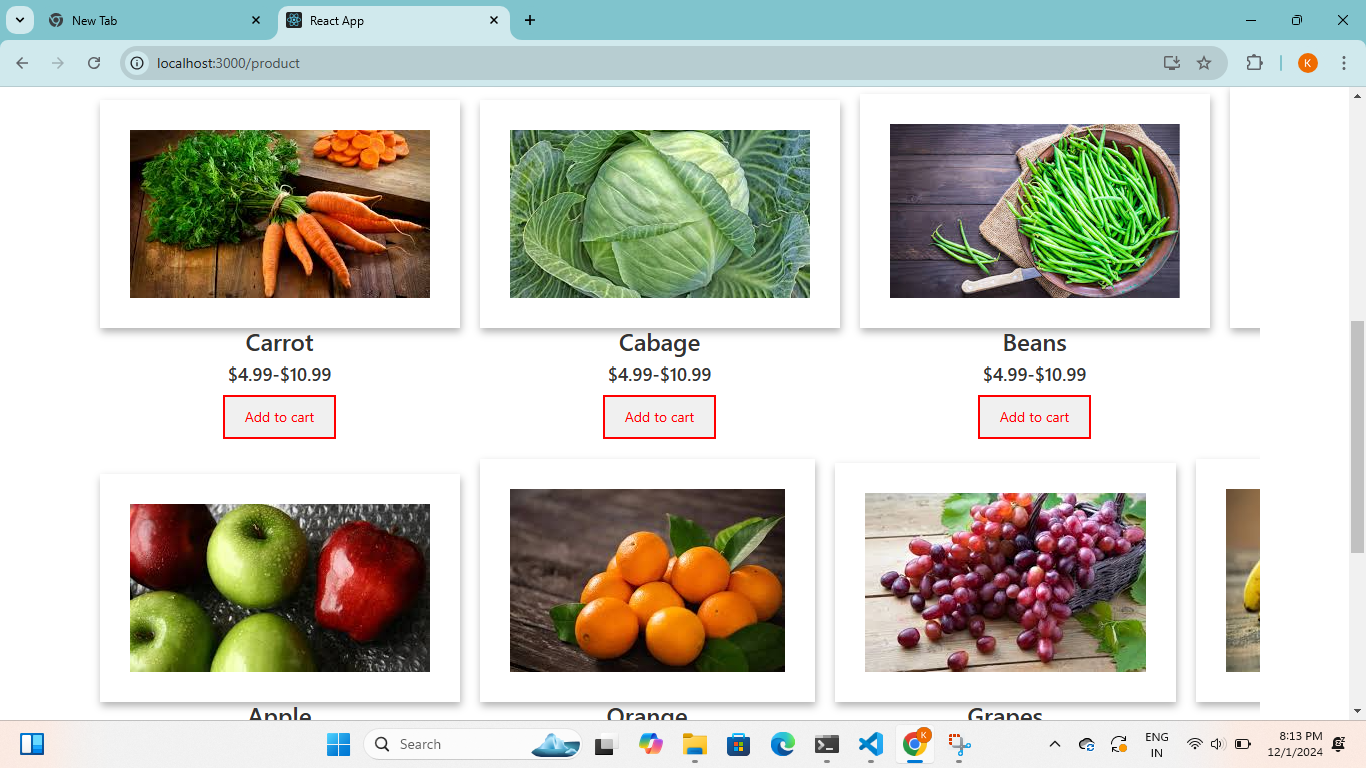 New Tab
React App
localhost:3000/product
K
Carrot
Cabage
Beans
$4.99-$10.99
$4.99-$10.99
$4.99-$10.99
Add to cart
Add to cart
Add to cart
Apple
Orange
Grapes
Search
K
ENG
IN
8:13 PM
12/1/2024